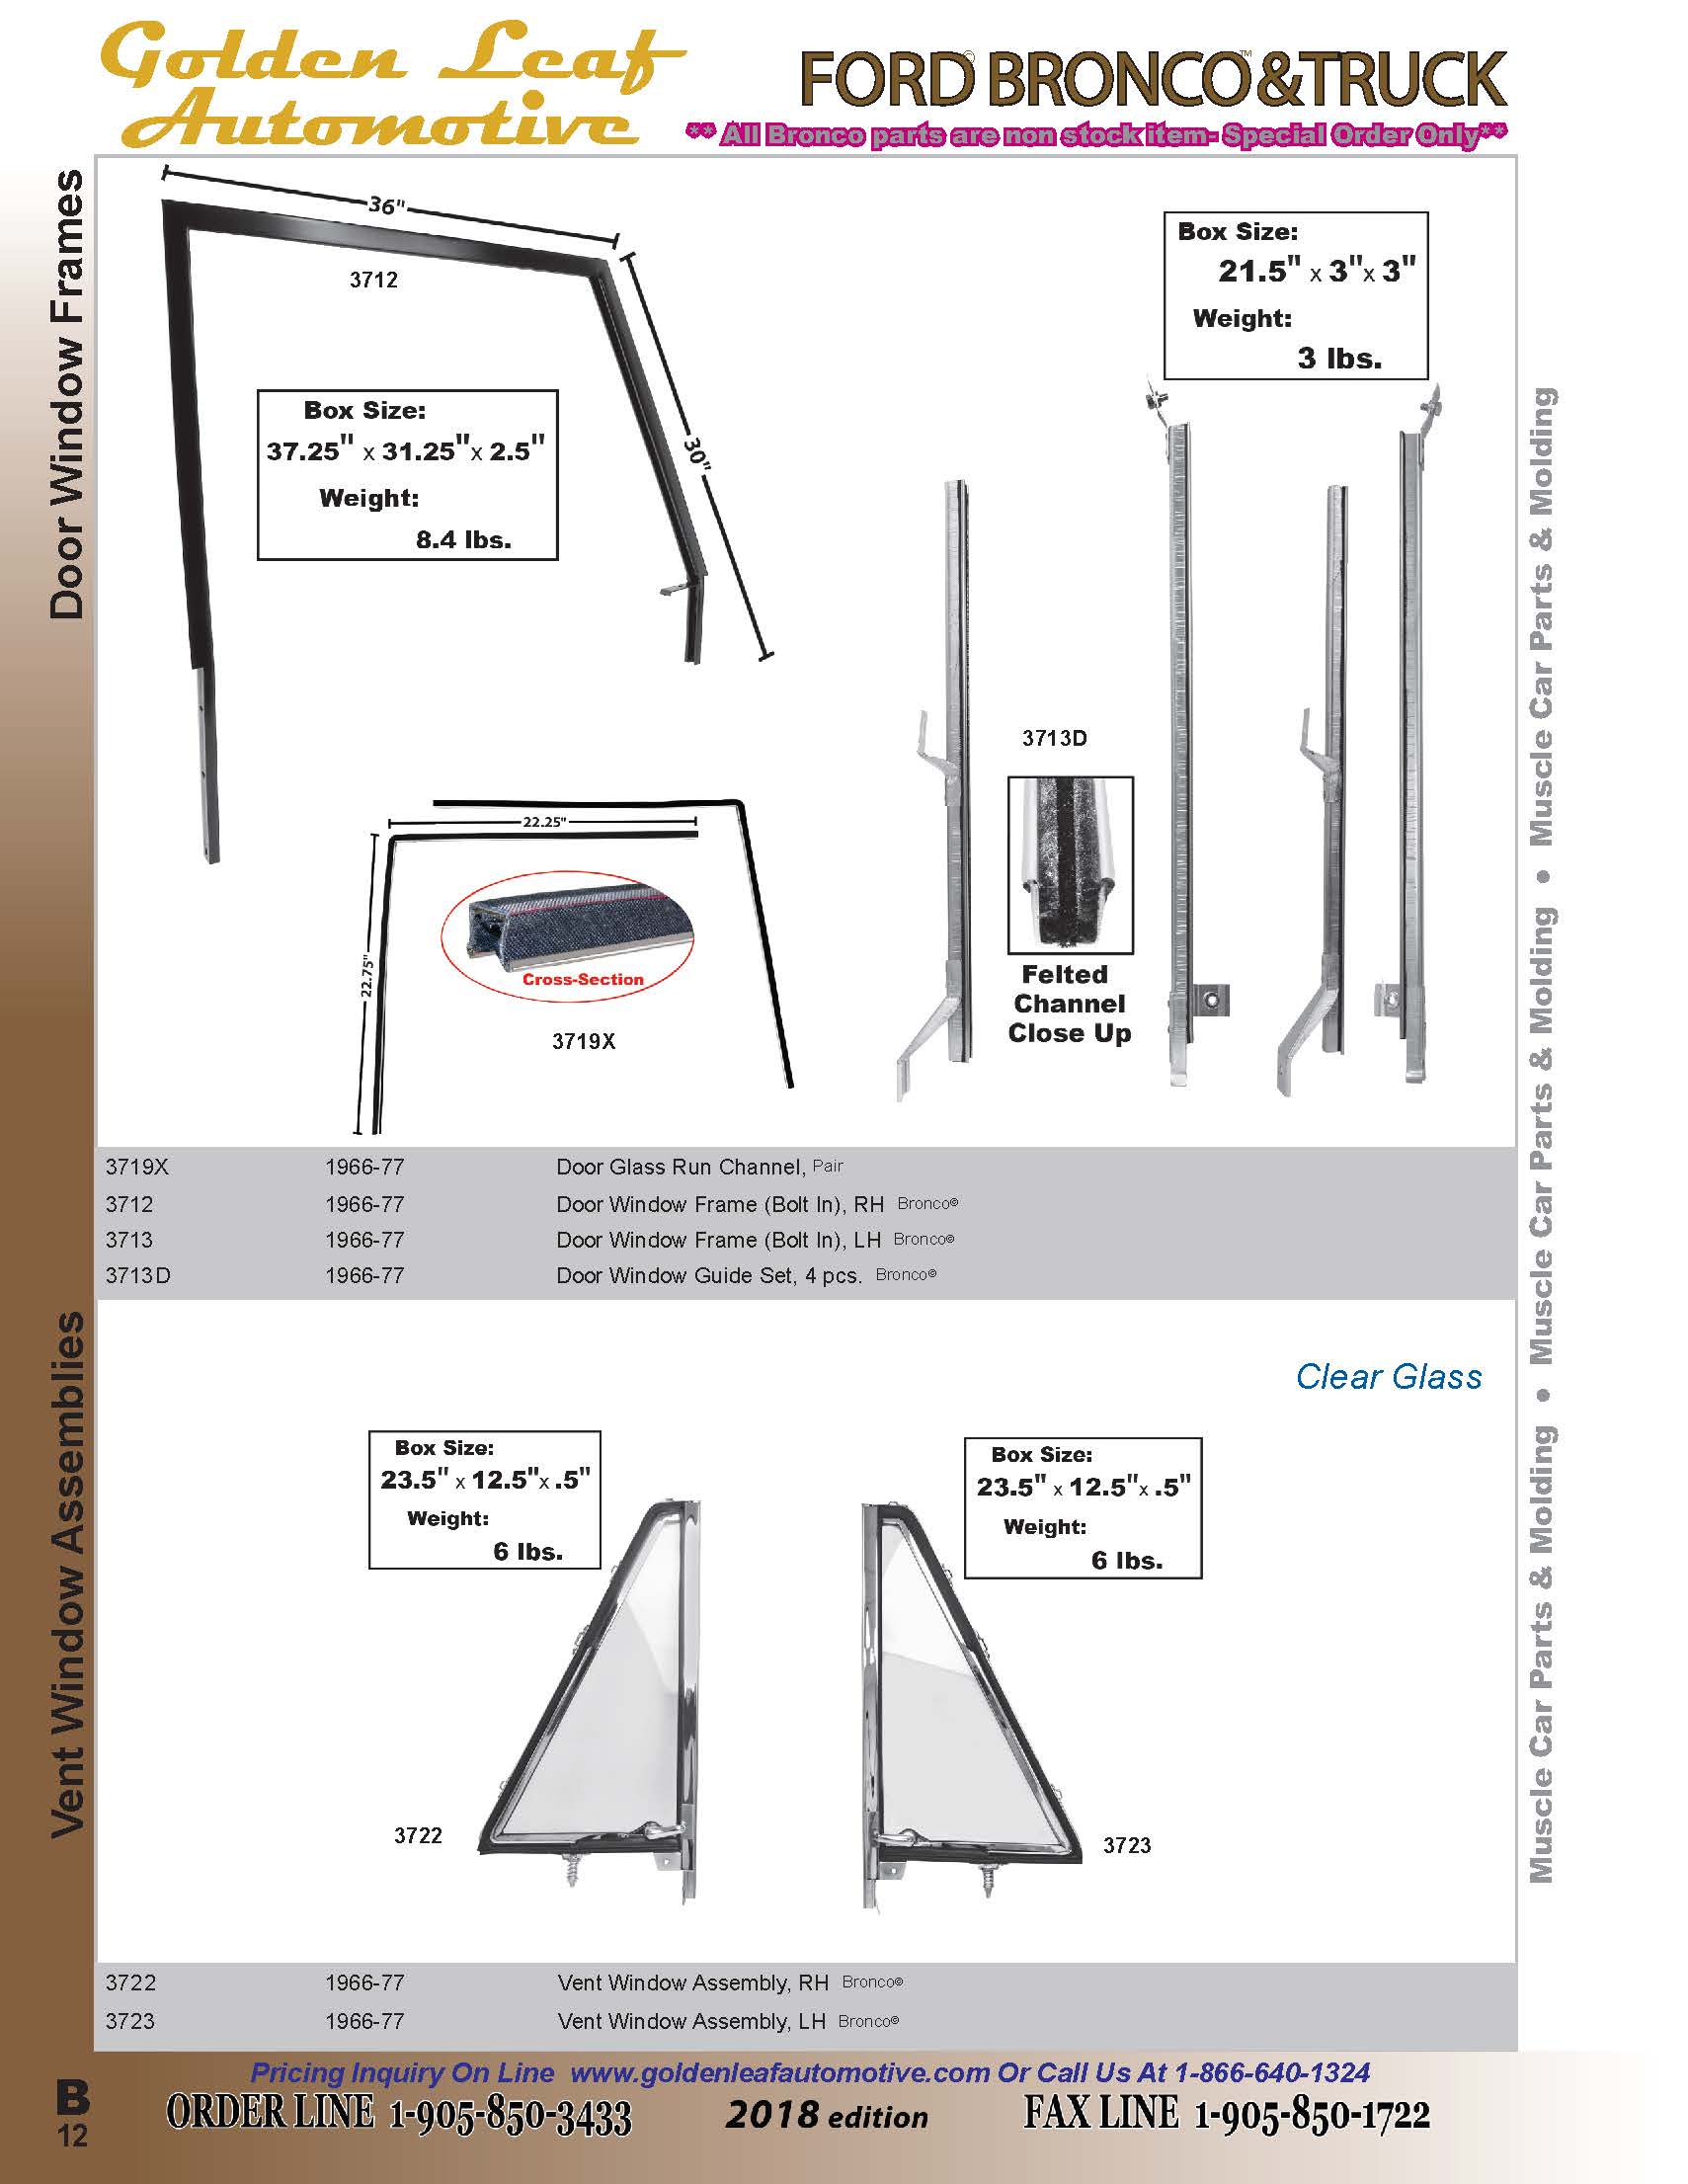 Golden Leaf
Automotive
FORD© BRONCO™&TRUCK
** All Bronco parts are non stock item- Special Order Only**
Door Window Frames
36"
3712
30"
Box Size:
37.25" x 31.25"x 2.5"
Weight:
8.4 lbs.
Box Size:
21.5" x 3"x 3"
Weight:
3 lbs.
3713D
Felted
Channel
Close Up
22.25"
22.75"
Cross-Section
3719X
3719X 1966-77 Door Glass Run Channel, Pair
3712 1966-77 Door Window Frame (Bolt In), RH Bronco©
3713 1966-77 Door Window Frame (Bolt In), LH Bronco©
3713D 1966-77 Door Window Guide Set, 4 pcs. Bronco©
Vent Window Assemblies
Clear Glass
Box Size:
23.5" x 12.5"x .5"
Weight:
6 lbs.
3722
Box Size:
23.5" x 12.5"x .5"
Weight:
6 lbs.
3723
3722 1966-77 Vent Window Assembly, RH Bronco©
3723 1966-77 Vent Window Assembly, LH Bronco©
Muscle Car Parts & Molding • Muscle Car Parts & Molding • Muscle Car Parts & Molding
Pricing Inquiry On Line www.goldenleafautomotive.com Or Call Us At 1-866-640-1324
B
12
ORDER LINE 1-905-850-3433
2018 edition
FAX LINE 1-905-850-1722